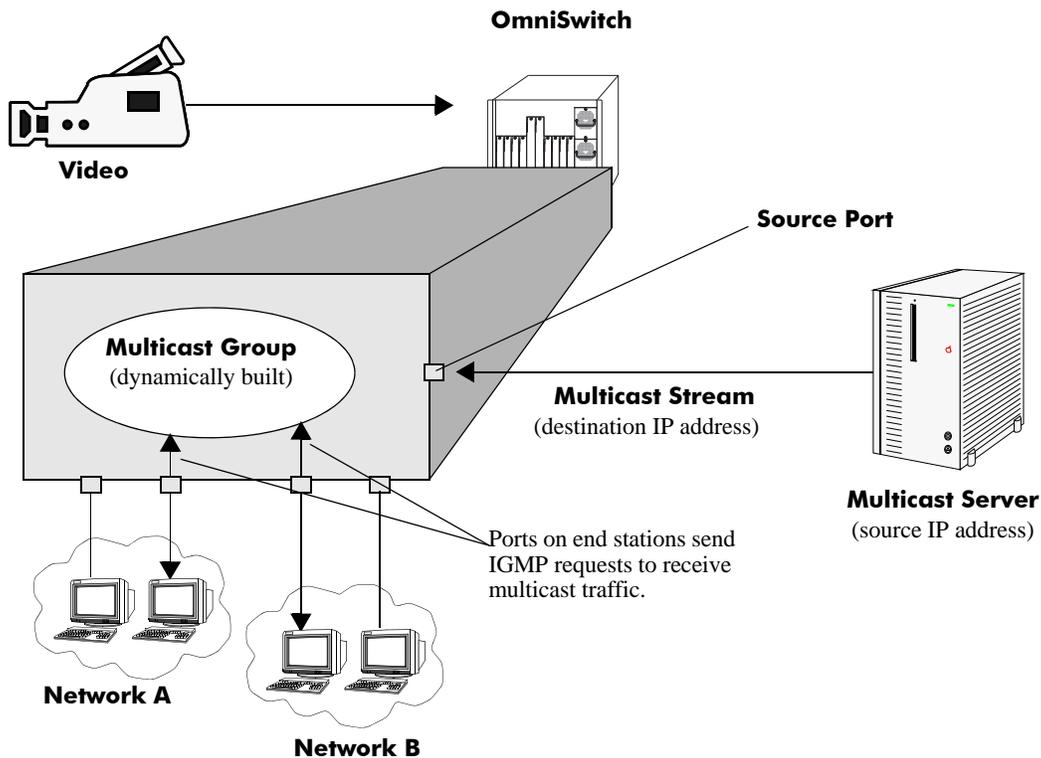 OmniSwitch
Video
Source Port
Multicast Group
(dynamically built)
Multicast Stream
(destination IP address)
Multicast Server
(source IP address)
Ports on end stations send
IGMP requests to receive
multicast traffic.
Network A
Network B